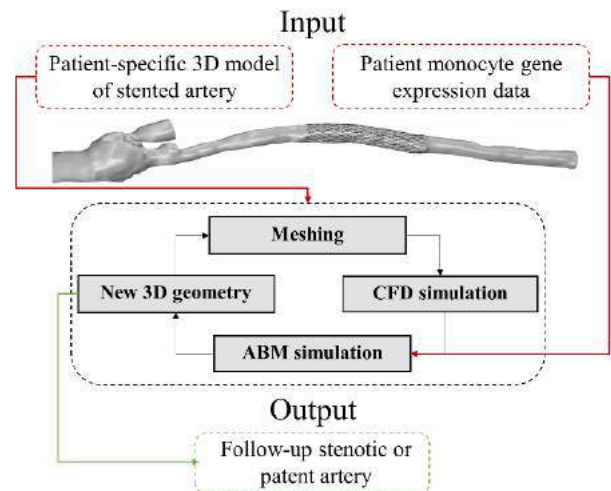 Input
Patient-specific 3D model
of stented artery
Patient monocyte gene
expression data
Meshing
New 3D geometry
CFD simulation
ABM simulation
Output
Follow-up stenotic or
patent artery